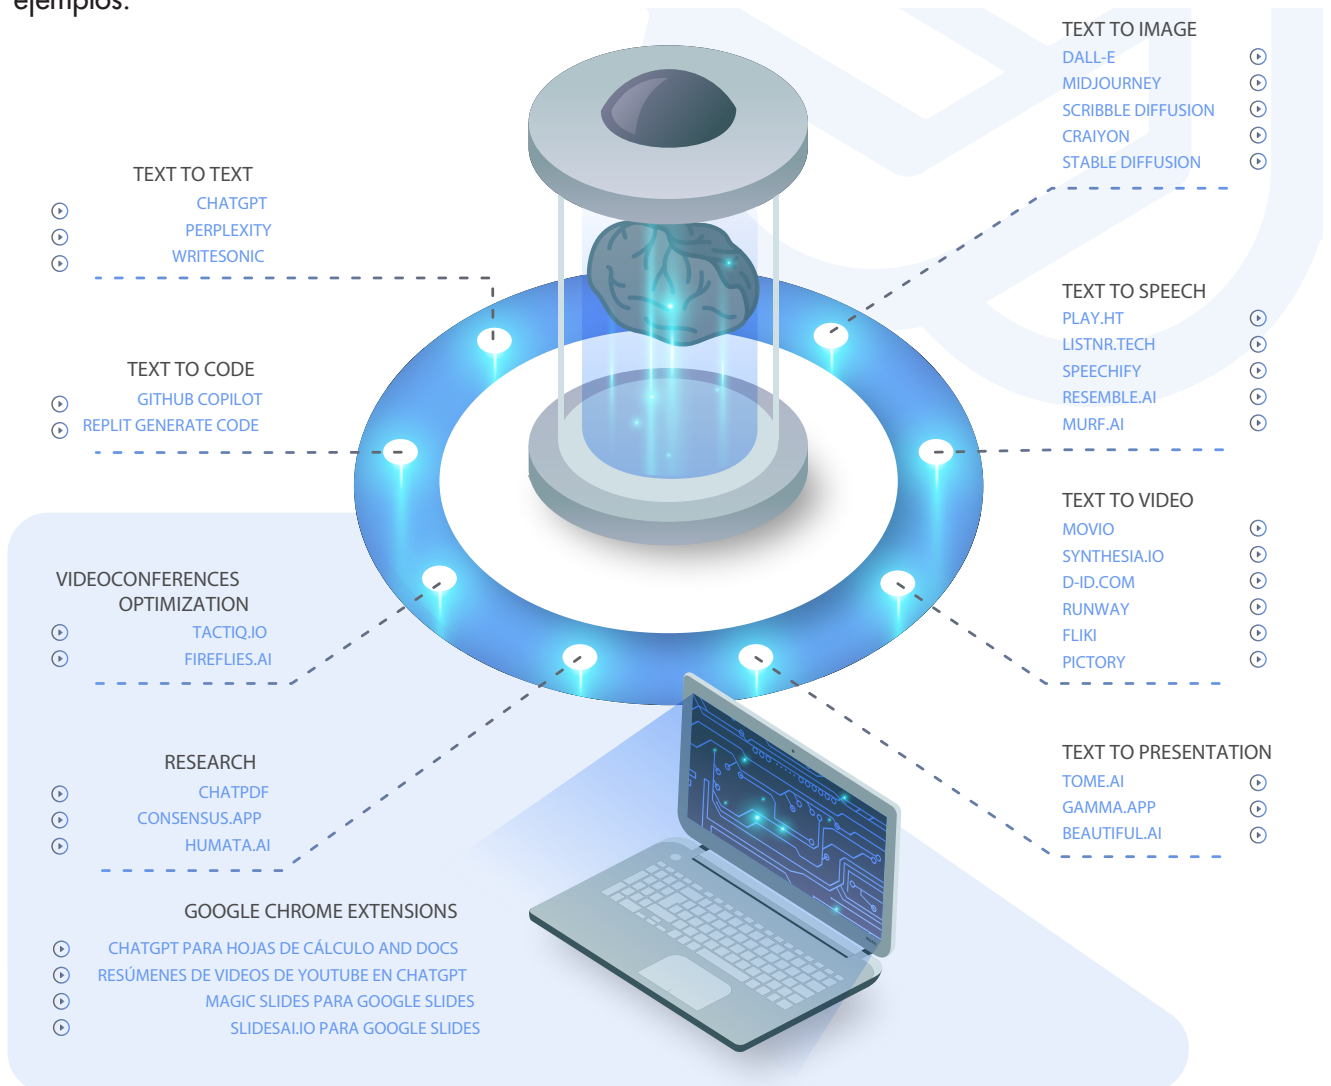 ejemplos:
TEXT TO TEXT
CHATGPT
PERPLEXITY
WRITESONIC
TEXT TO CODE
GITHUB COPILOT
REPLIT GENERATE CODE
VIDEOCONFERENCES
OPTIMIZATION
TACTIQ.IO
FIREFLIES.AI
RESEARCH
CHATPDF
CONSENSUS.APP
HUMATA.AI
GOOGLE CHROME EXTENSIONS
CHATGPT PARA HOJAS DE CÁLCULO AND DOCS
RESÚMENES DE VIDEOS DE YOUTUBE EN CHATGPT
MAGIC SLIDES PARA GOOGLE SLIDES
SLIDESAI.IO PARA GOOGLE SLIDES
TEXT TO IMAGE
DALL-E
MIDJOURNEY
SCRIBBLE DIFFUSION
CRAIYON
STABLE DIFFUSION
TEXT TO SPEECH
PLAY.HT
LISTNR.TECH
SPEECHIFY
RESEMBLE.AI
MURF.AI
TEXT TO VIDEO
MOVIO
SYNTHESIA.IO
D-ID.COM
RUNWAY
FLIKI
PICTORY
TEXT TO PRESENTATION
TOME.AI
GAMMA.APP
BEAUTIFUL.AI